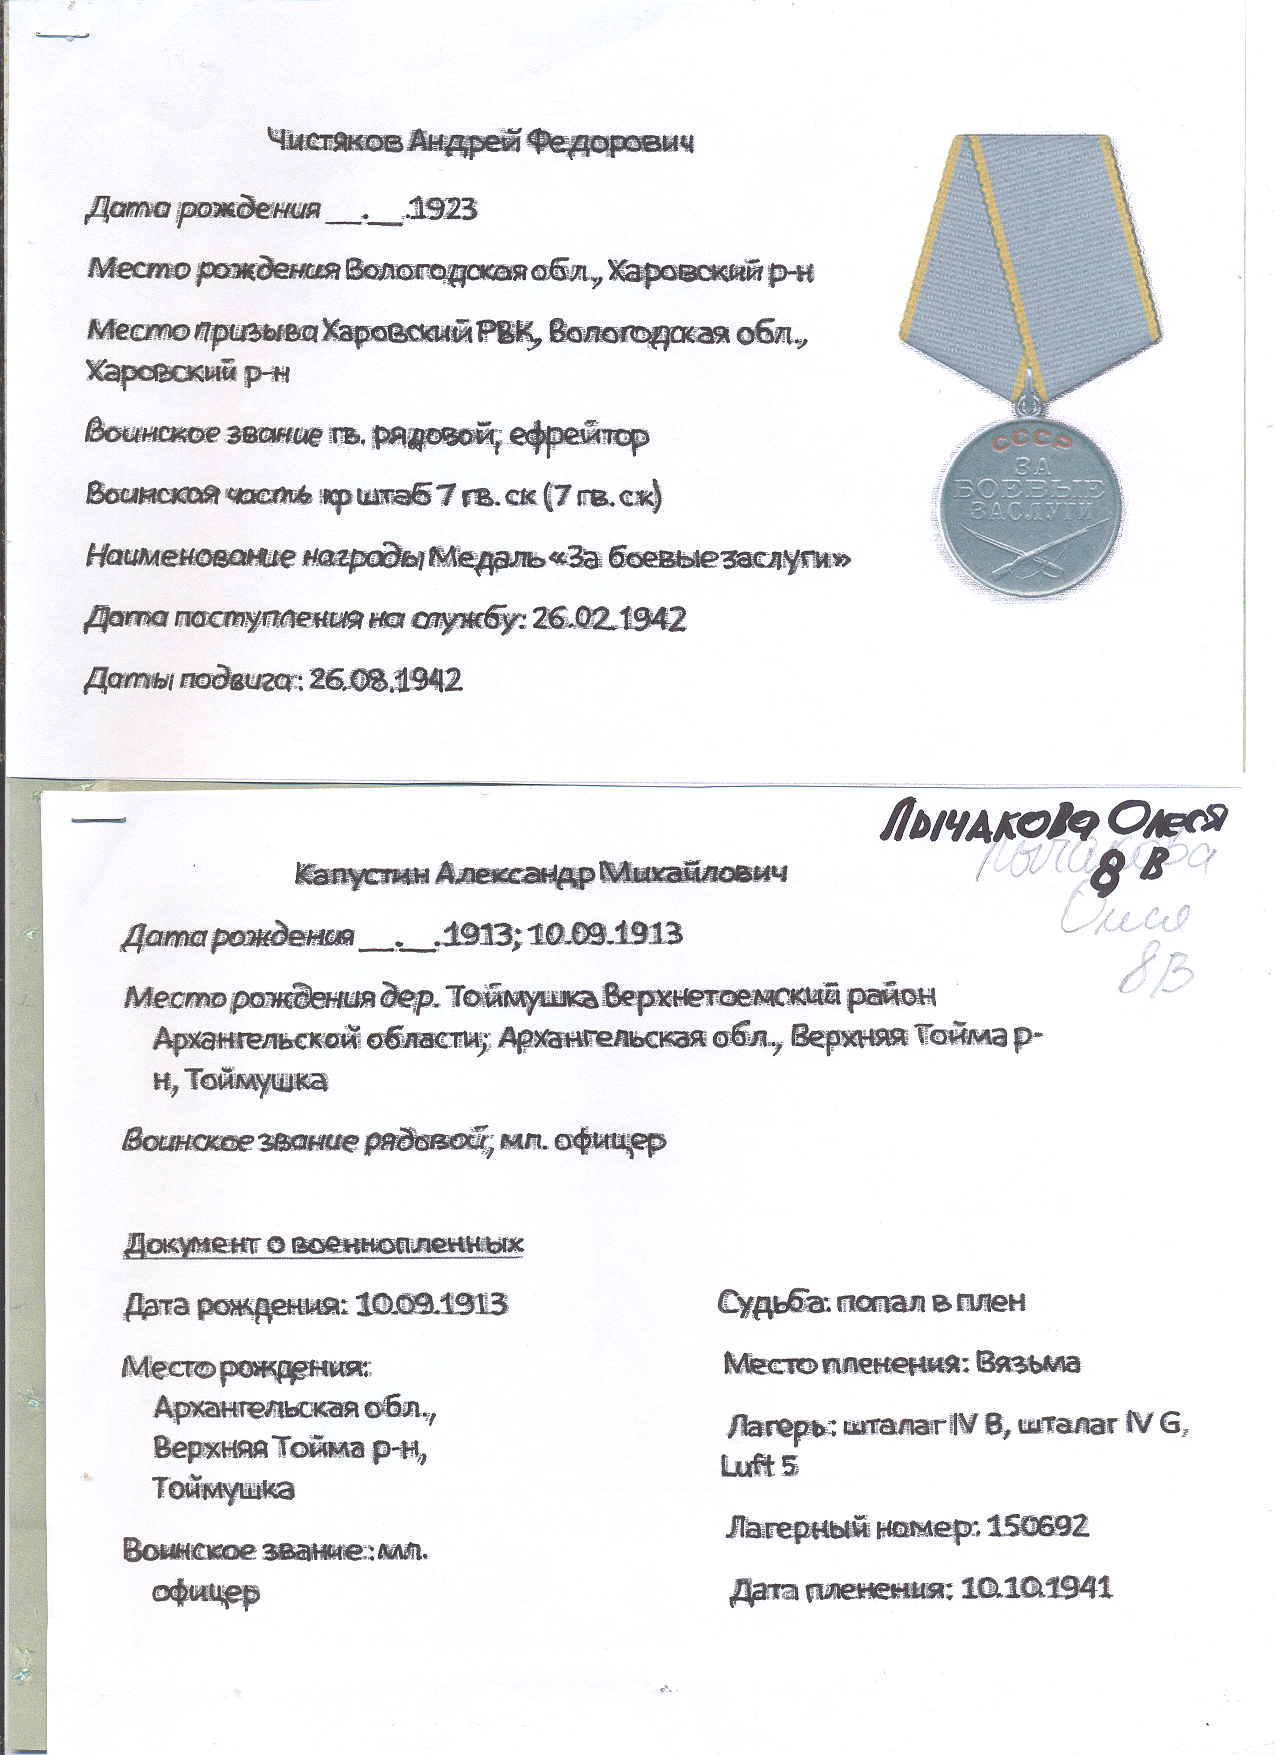 Чистяков Андрей Федорович
Дата рождения __.__.1923
Место рождения Вологодская обл., Харовский р-н
Место призыва Харовский РВК, Вологодская обл.,
Харовский р-н
Воинское звание гв. рядовой; ефрейтор
Воинская часть кр штаб 7 гв. ск (7 гв. ск)
Наименование награды Медаль «За боевые заслуги»
Дата поступления на службу: 26.02.1942
Даты подвига: 26.08.1942
СССР
ЗА
БОЕВЫЕ
ЗАСЛУГИ
Лычакова Олеся
8 В
Лычакова
Олеся
8В
Капустин Александр Михайлович
Дата рождения __.__.1913; 10.09.1913
Место рождения дер. Тоймушка Верхнетоемский район
Архангельской области; Архангельская обл., Верхняя Тойма р-
н, Тоймушка
Воинское звание рядовой; мл. офицер
Документ о военнопленных
Дата рождения: 10.09.1913
Место рождения:
Архангельская обл.,
Верхняя Тойма р-н,
Тоймушка
Воинское звание: мл.
офицер
Судьба: попал в плен
Место пленения: Вязьма
Лагерь: шталаг IV B, шталаг IV G,
Luft 5
Лагерный номер: 150692
Дата пленения: 10.10.1941